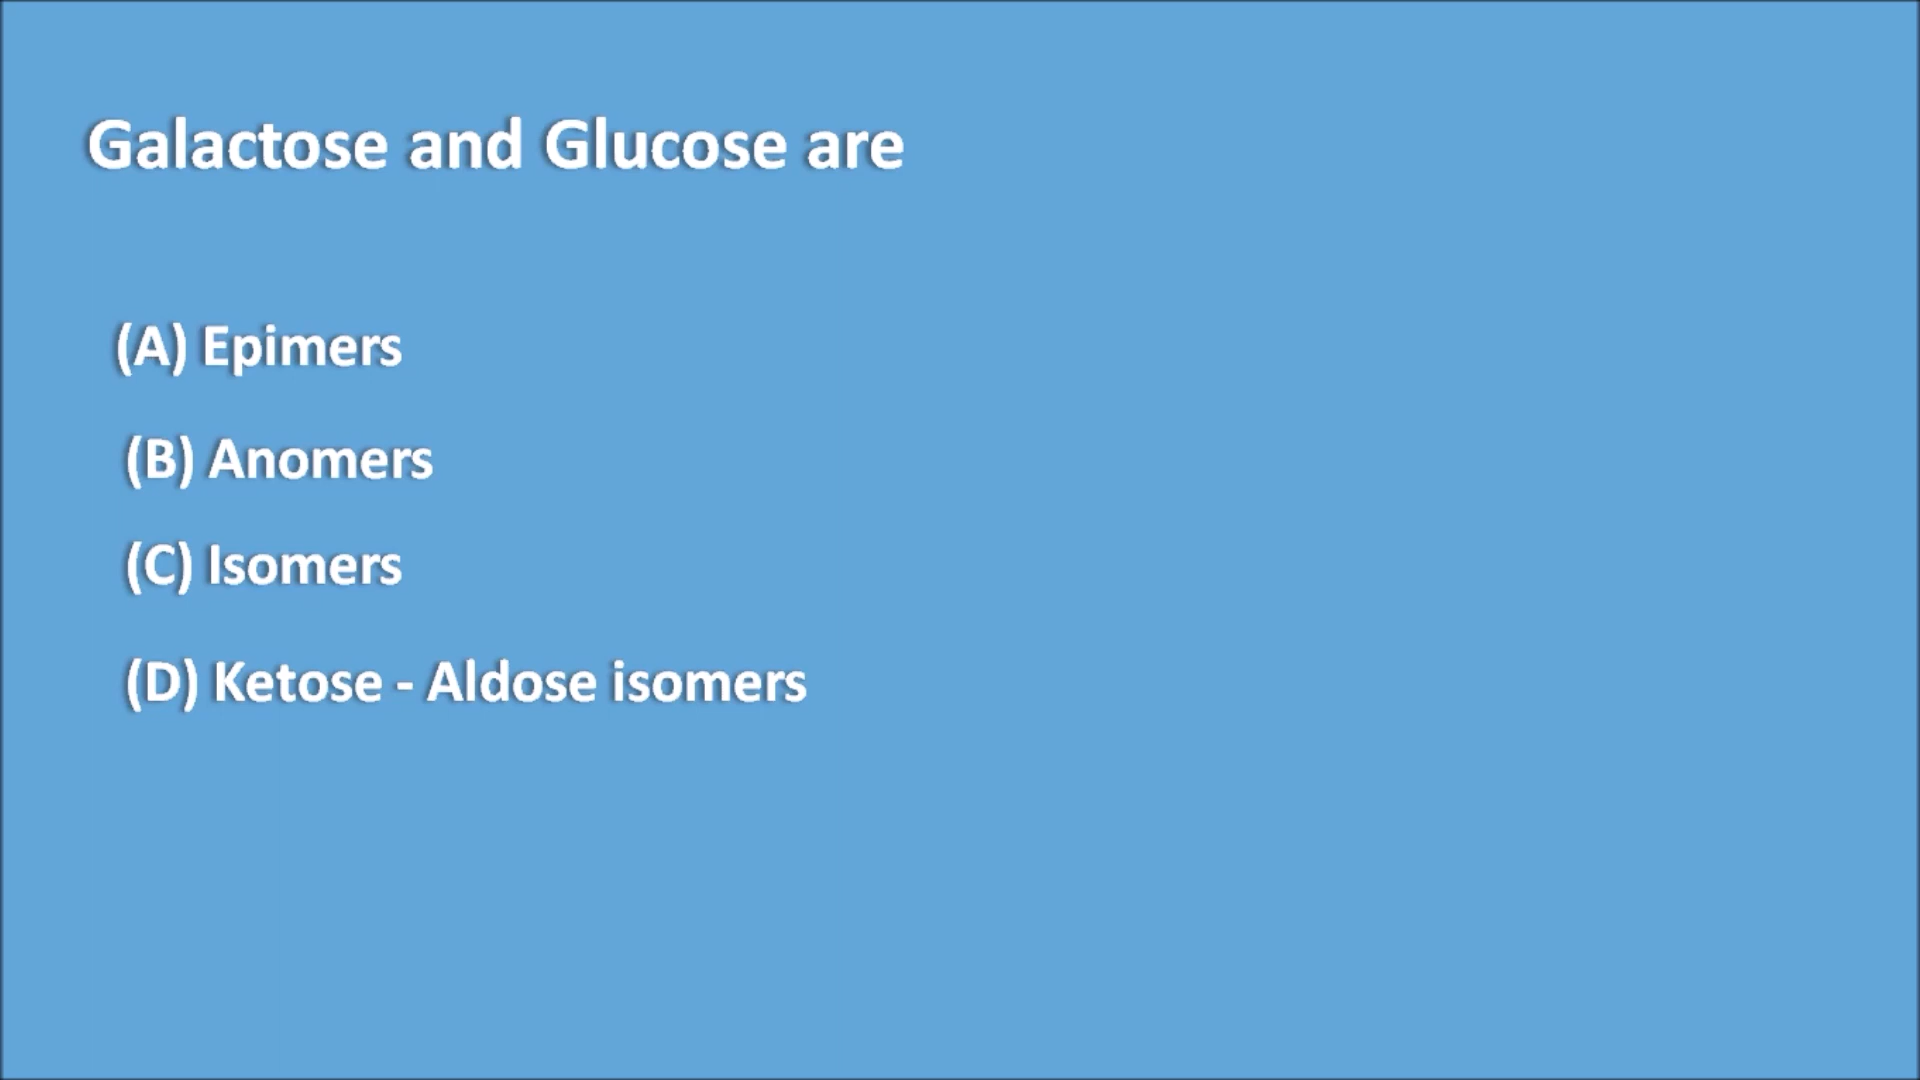 Galactose and Glucose are
(A) Epimers
(B) Anomers
(C) Isomers
(D) Ketose - Aldose isomers